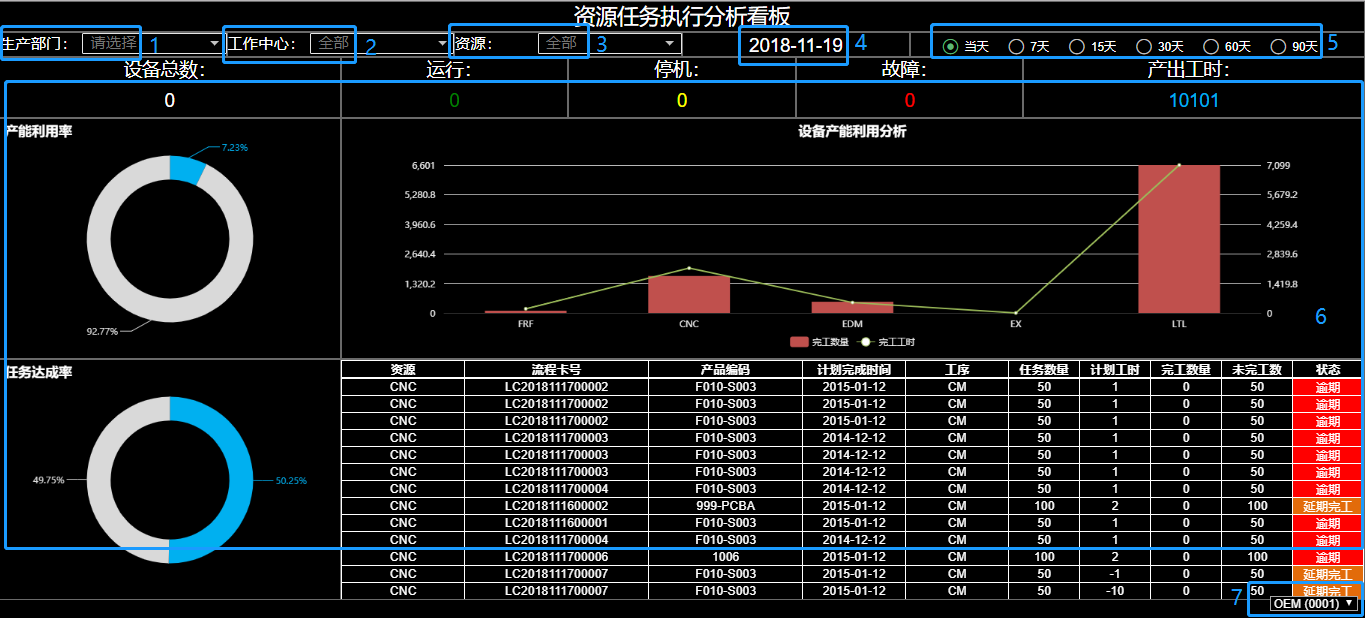 资源任务执行分析看板
生产部门: 请选择 1 工作中心: 全部 2 资源: 全部 3 2018-11-19 4 当天 7天 15天 30天 60天 90天 5
设备总数: 运行: 停机: 故障: 产出工时:
0 0 0 0 10101
产能利用率
7.23%
92.77%
设备产能利用分析
6,601 7,099
5,280.8 5,679.2
3,960.6 4,259.4
2,640.4 2,839.6
1,320.2 1,419.8
0 0
FRF CNC EDM EX LTL
完工数量 完工工时
6
任务达成率
49.75% 50.25%
资源 流程卡号 产品编码 计划完成时间 工序 任务数量 计划工时 完工数量 未完工数 状态
CNC LC2018111700002 F010-S003 2015-01-12 CM 50 1 0 50 逾期
CNC LC2018111700002 F010-S003 2015-01-12 CM 50 1 0 50 逾期
CNC LC2018111700002 F010-S003 2015-01-12 CM 50 1 0 50 逾期
CNC LC2018111700003 F010-S003 2014-12-12 CM 50 1 0 50 逾期
CNC LC2018111700003 F010-S003 2014-12-12 CM 50 1 0 50 逾期
CNC LC2018111700003 F010-S003 2014-12-12 CM 50 1 0 50 逾期
CNC LC2018111700004 F010-S003 2014-12-12 CM 50 1 0 50 逾期
CNC LC2018111600002 999-PCBA 2015-01-12 CM 100 2 0 100 延期完工
CNC LC2018111600001 F010-S003 2015-01-12 CM 50 1 0 50 逾期
CNC LC2018111700004 F010-S003 2014-12-12 CM 50 1 0 50 逾期
CNC LC2018111700006 1006 2015-01-12 CM 100 2 0 100 逾期
CNC LC2018111700007 F010-S003 2015-01-12 CM 50 -1 0 50 延期完工
CNC LC2018111700007 F010-S003 2015-01-12 CM 50 -10 0 50 延期完工
7 OEM (0001)